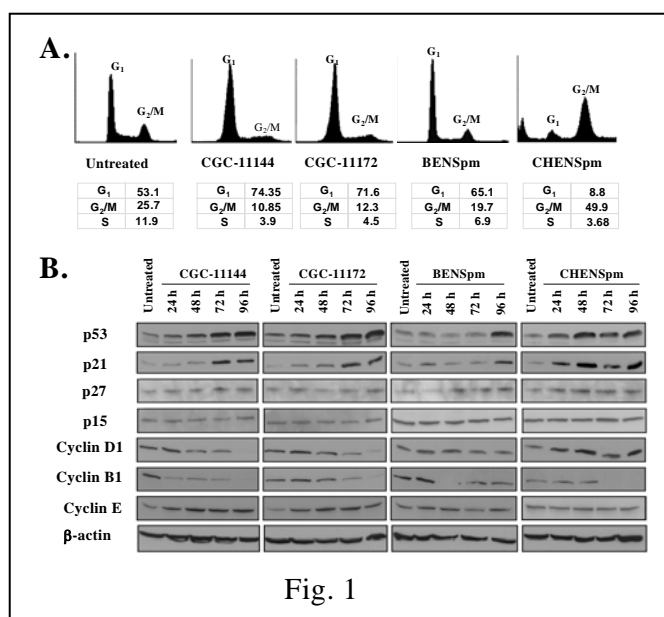 A.
G₁ G₂/M
G₁ G₂/M
G₁ G₂/M
G₁ G₂/M
G₁ G₂/M
Untreated CGC-11144 CGC-11172 BENSpm CHENSpm
G₁ 53.1 G₁ 74.35 G₁ 71.6 G₁ 65.1 G₁ 8.8
G₂/M 25.7 G₂/M 10.85 G₂/M 12.3 G₂/M 19.7 G₂/M 49.9
S 11.9 S 3.9 S 4.5 S 6.9 S 3.68
B.
CGC-11144 CGC-11172 BENSpm CHENSpm
Untreated 24 h 48 h 72 h 96 h Untreated 24 h 48 h 72 h 96 h Untreated 24 h 48 h 72 h 96 h Untreated 24 h 48 h 72 h 96 h
p53
p21
p27
p15
Cyclin D1
Cyclin B1
Cyclin E
β-actin
Fig. 1